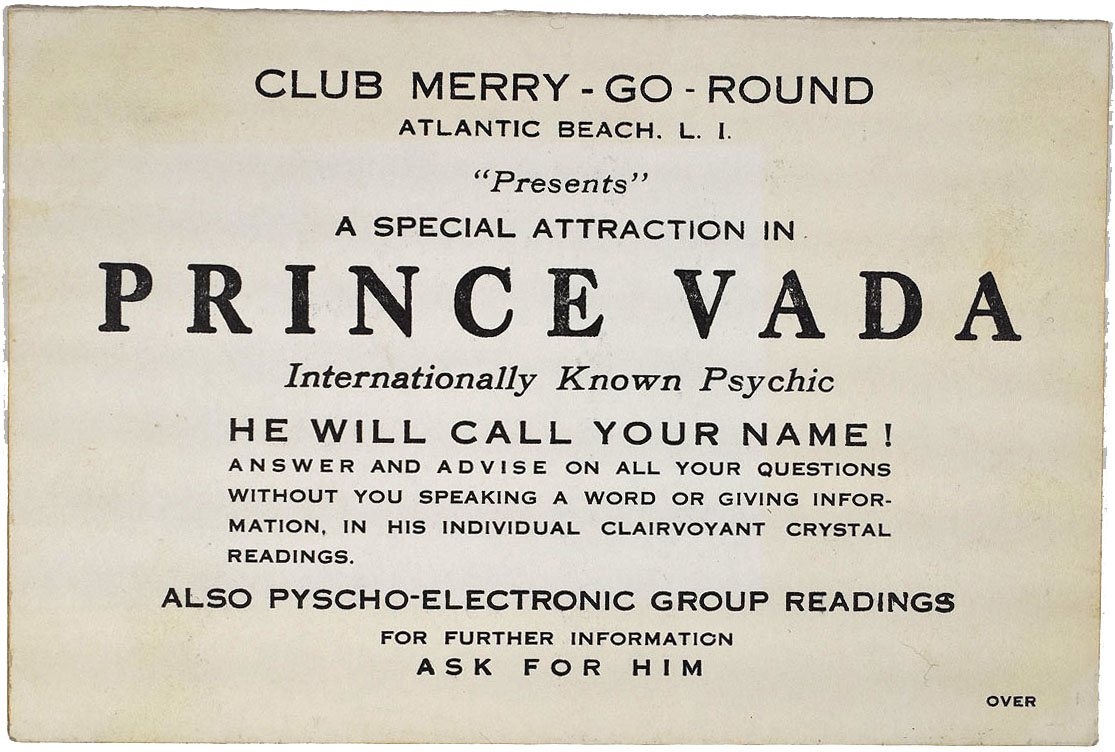 CLUB MERRY - GO - ROUND
ATLANTIC BEACH. L. I.
"Presents"
A SPECIAL ATTRACTION IN
PRINCE VADA
Internationally Known Psychic
HE WILL CALL YOUR NAME!
ANSWER AND ADVISE ON ALL YOUR QUESTIONS
WITHOUT YOU SPEAKING A WORD OR GIVING INFOR-
MATION, IN HIS INDIVIDUAL CLAIRVOYANT CRYSTAL
READINGS.
ALSO PYSCHO-ELECTRONIC GROUP READINGS
FOR FURTHER INFORMATION
ASK FOR HIM
OVER